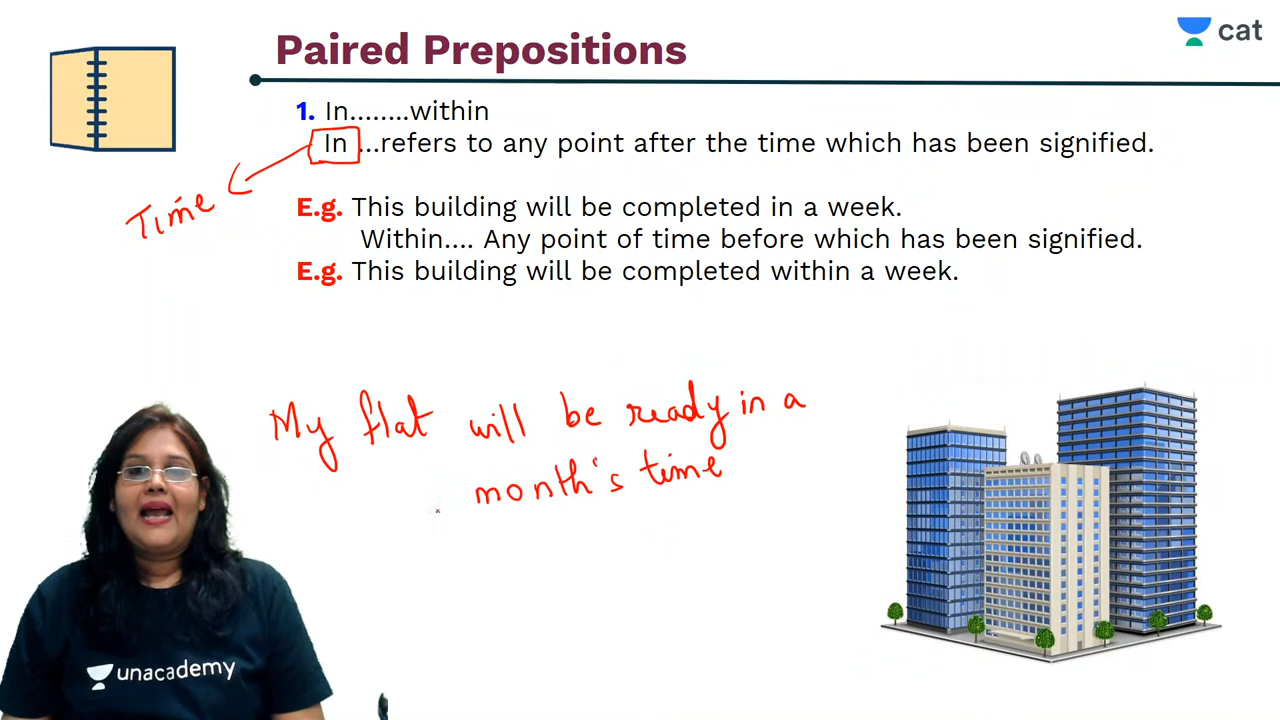 Paired Prepositions
cat
1. In........within
In ...refers to any point after the time which has been signified.
Time
E.g. This building will be completed in a week.
Within.... Any point of time before which has been signified.
E.g. This building will be completed within a week.
My flat will be ready in a
month's time
unacademy